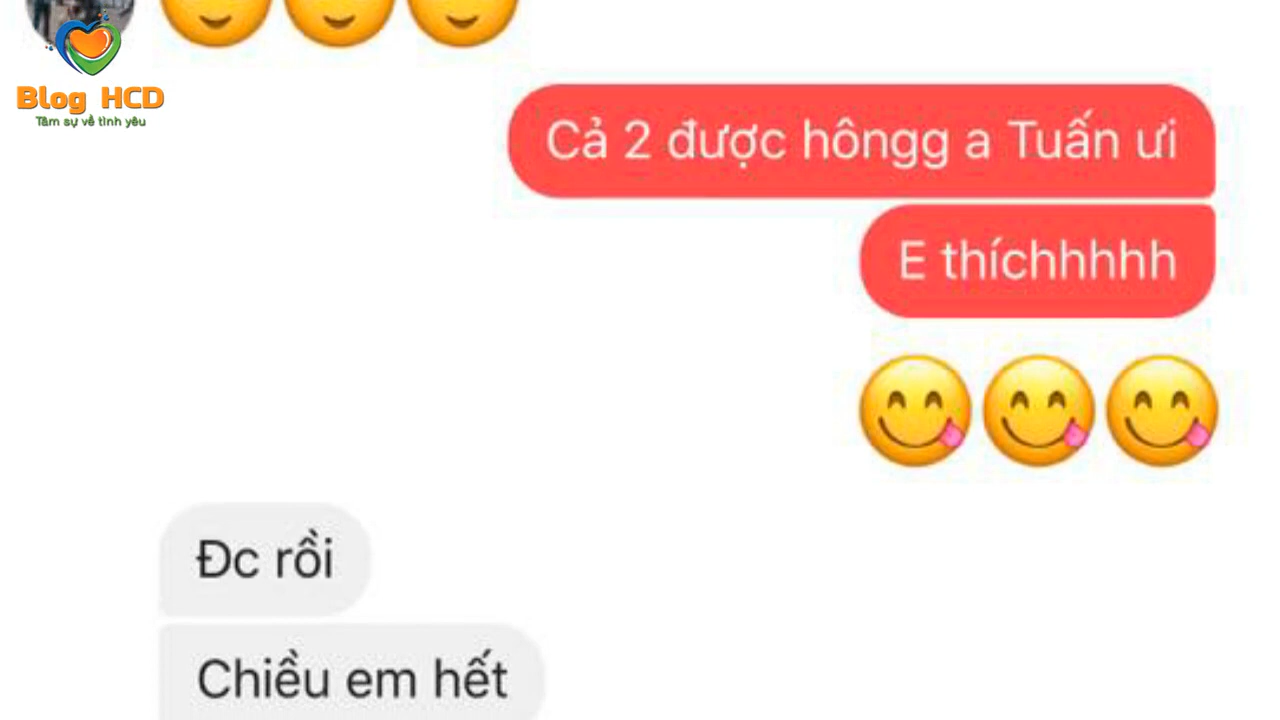 Blog HCD
Tâm sự về tình yêu
Cả 2 được hôngg a Tuấn ưi
E thíchhhhh
Đc rồi
Chiều em hết